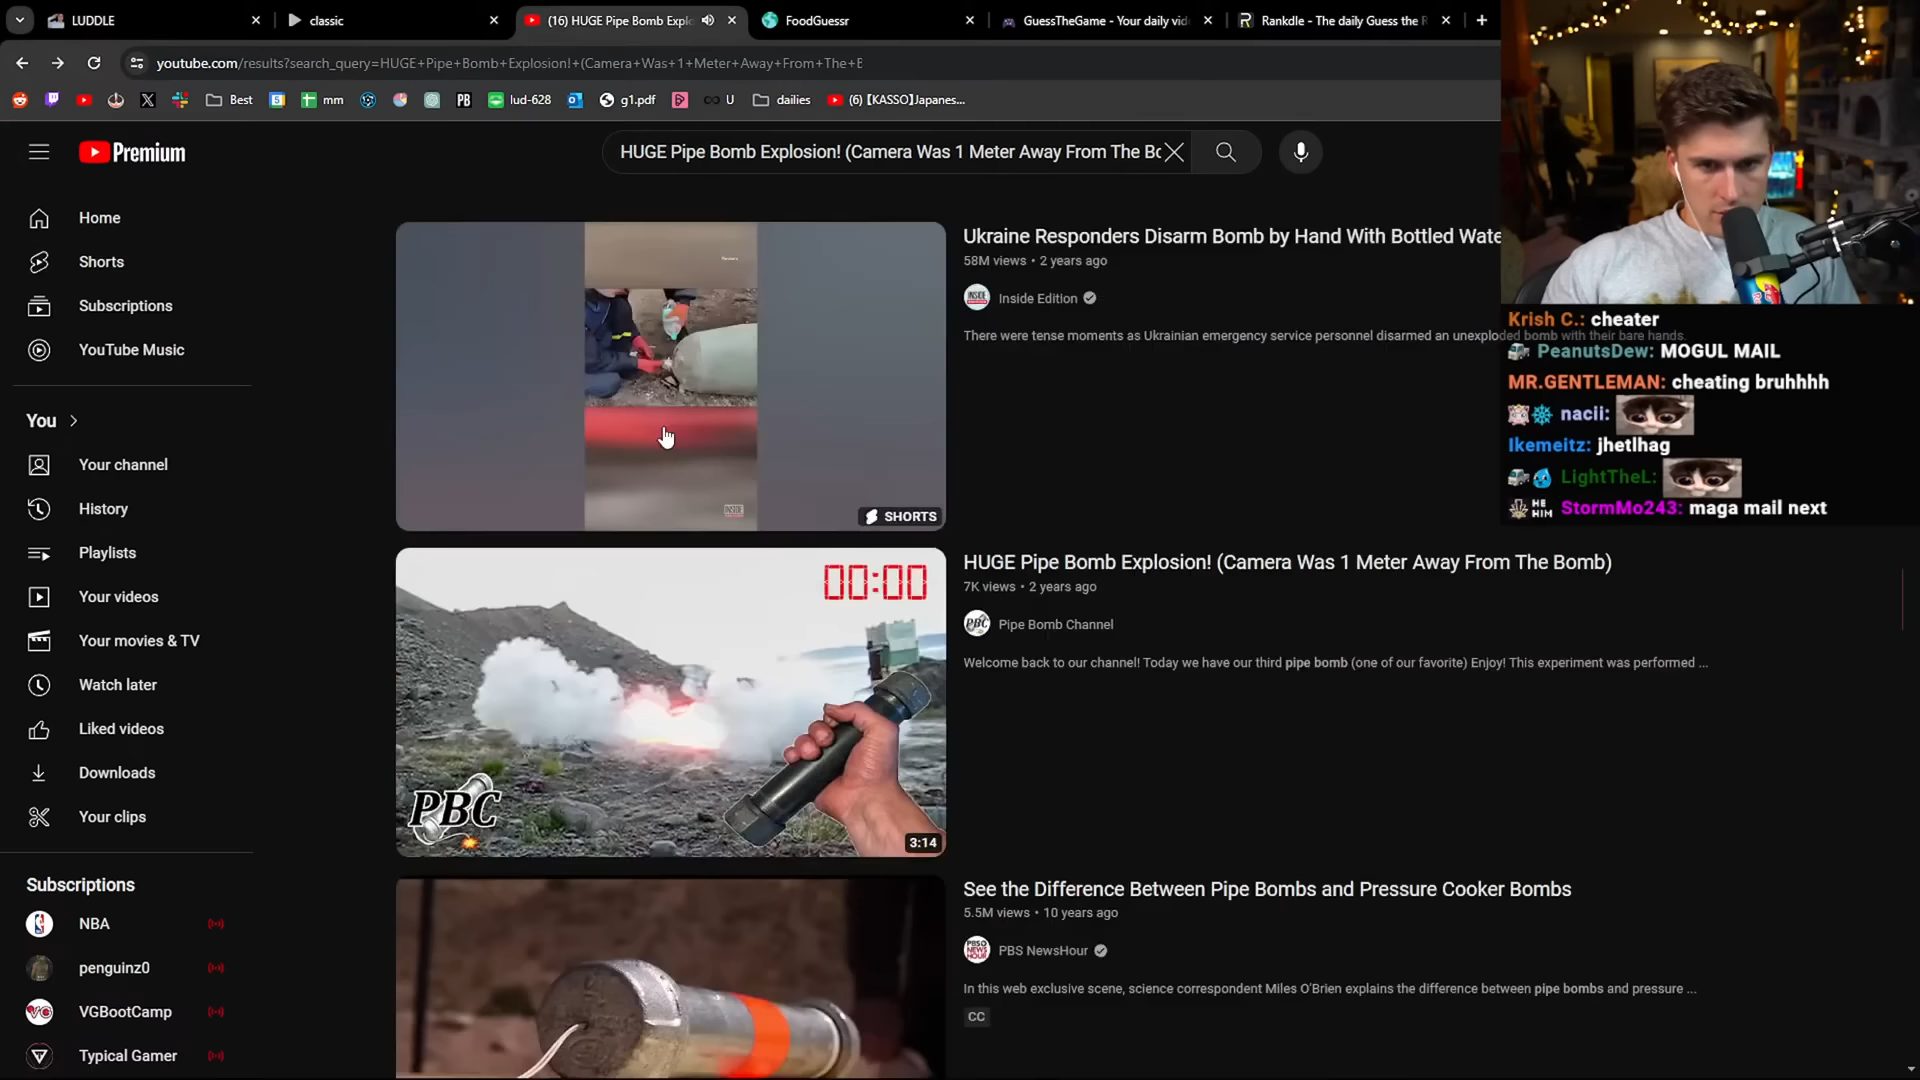 LUDDLE
classic
(16) HUGE Pipe Bomb Explo
FoodGuessr
GuessTheGame - Your daily vid
Rankdle - The daily Guess the R
youtube.com/results?search_query=HUGE+Pipe+Bomb+Explosion!+(Camera+Was+1+Meter+Away+From+The+B
Best
mm
PB
lud-628
g1.pdf
U
dailies
(6) [KASSO]Japanes...
Premium
HUGE Pipe Bomb Explosion! (Camera Was 1 Meter Away From The Bo
Home
Shorts
Subscriptions
YouTube Music
You
Your channel
History
Playlists
Your videos
Your movies & TV
Watch later
Liked videos
Downloads
Your clips
Subscriptions
NBA
penguinz0
VGBootCamp
Typical Gamer
SHORTS
Ukraine Responders Disarm Bomb by Hand With Bottled Wate
58M views • 2 years ago
Inside Edition
There were tense moments as Ukrainian emergency service personnel disarmed an unexploded bomb with their bare hands.
00:00
PBC
3:14
HUGE Pipe Bomb Explosion! (Camera Was 1 Meter Away From The Bomb)
7K views • 2 years ago
PBC
Pipe Bomb Channel
Welcome back to our channel! Today we have our third pipe bomb (one of our favorite) Enjoy! This experiment was performed ...
See the Difference Between Pipe Bombs and Pressure Cooker Bombs
5.5M views • 10 years ago
PBS NewsHour
In this web exclusive scene, science correspondent Miles O'Brien explains the difference between pipe bombs and pressure ...
CC
Krish C.: cheater
PeanutsDew: MOGUL MAIL
MR.GENTLEMAN: cheating bruhhhh
nacii:
Ikemeitz: jhetlhag
LightTheL:
HE HIM StormMo243: maga mail next